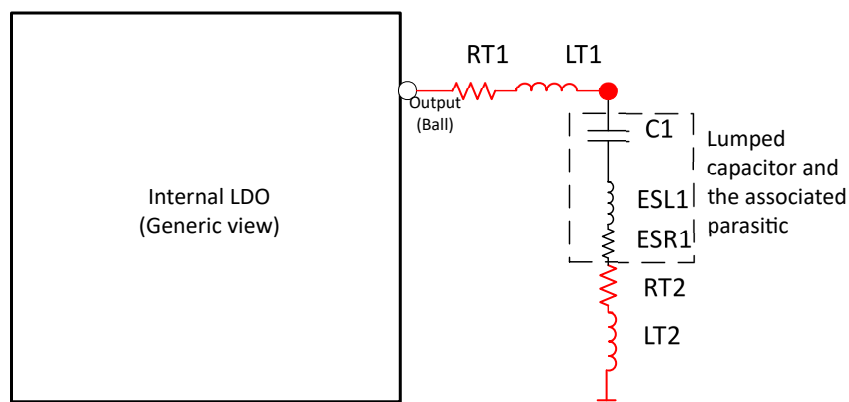 RT1
LT1
Output
(Ball)
C1
Lumped
capacitor and
the associated
parasitic
Internal LDO
(Generic view)
ESL1
ESR1
RT2
LT2